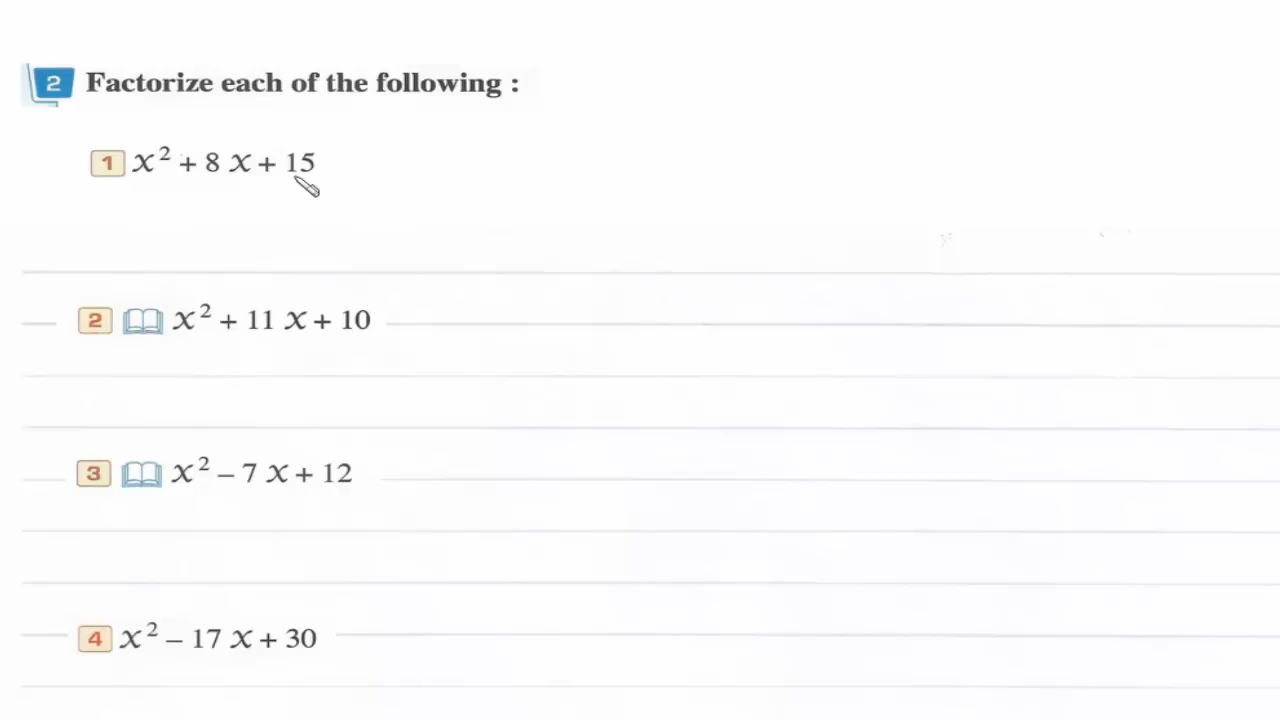 2 Factorize each of the following :
1 x² + 8 x + 15
2 x² + 11 x + 10
3 x² – 7 x + 12
4 x² – 17 x + 30